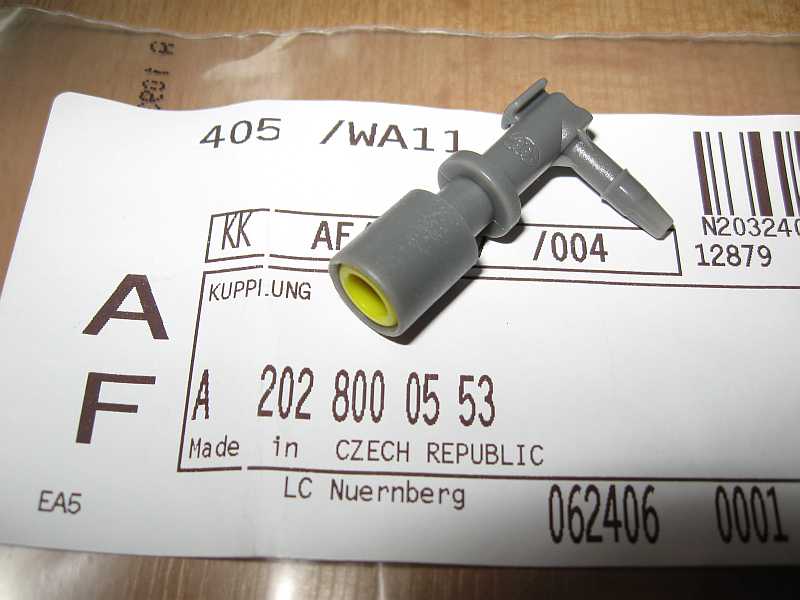 405 /WA11
KK AF /004
N203240
12879
KUPPLUNG
A
F
A 202 800 05 53
Made in CZECH REPUBLIC
LC Nuernberg
EA5
062406 0001